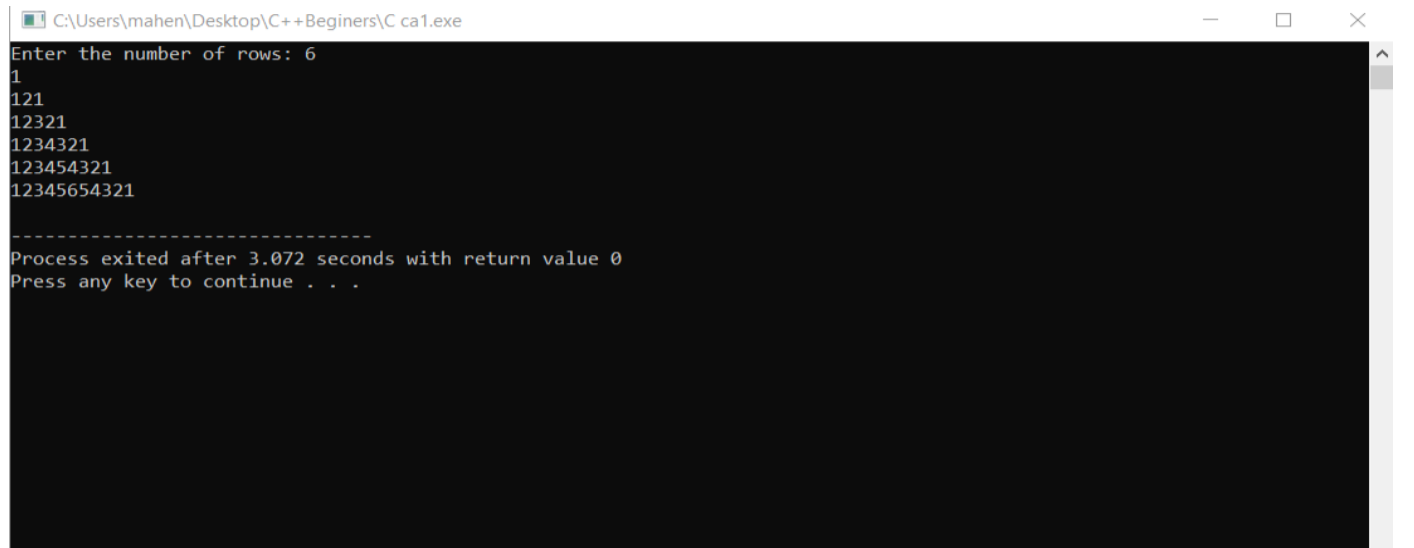 C:\Users\mahen\Desktop\C++Beginers\C ca1.exe
Enter the number of rows: 6
1
121
12321
1234321
123454321
12345654321
--------------------------------
Process exited after 3.072 seconds with return value 0
Press any key to continue . . .